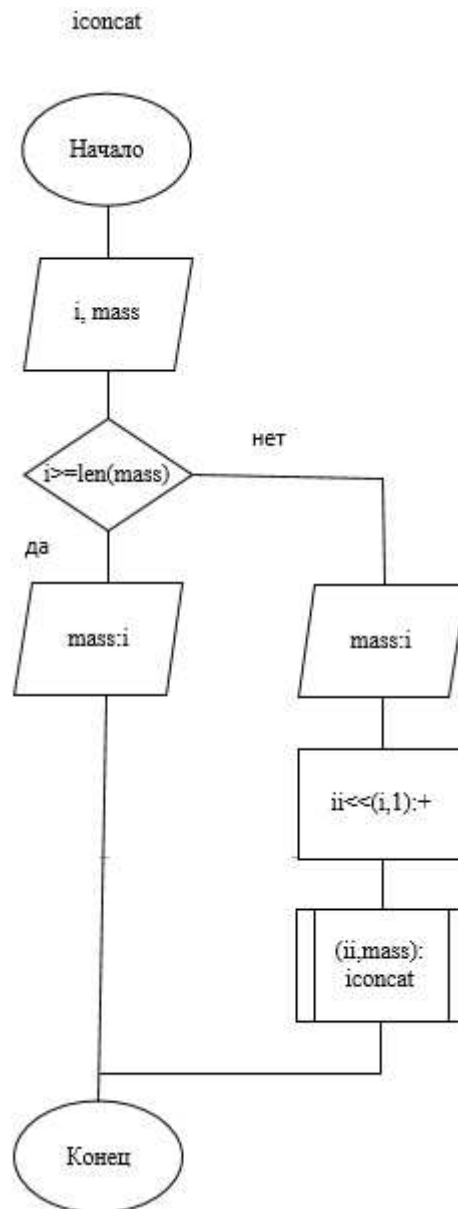 iconcat
Начало
i, mass
i>=len(mass)
нет
да
mass:i
mass:i
ii<<(i,1):+
(ii,mass):
iconcat
Конец